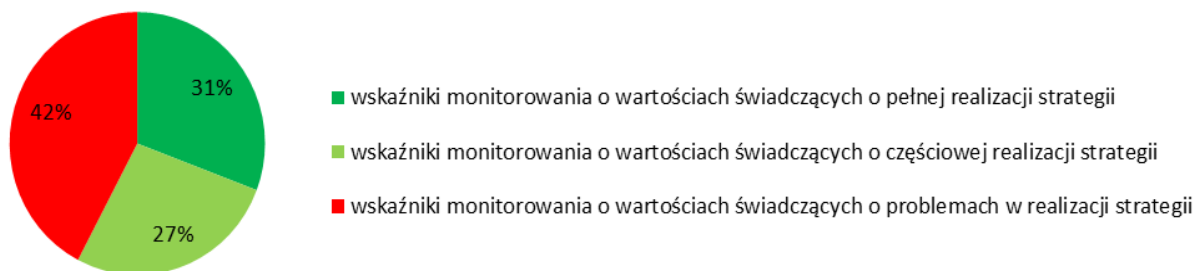 31%
42%
27%
wskaźniki monitorowania o wartościach świadczących o pełnej realizacji strategii
wskaźniki monitorowania o wartościach świadczących o częściowej realizacji strategii
wskaźniki monitorowania o wartościach świadczących o problemach w realizacji strategii